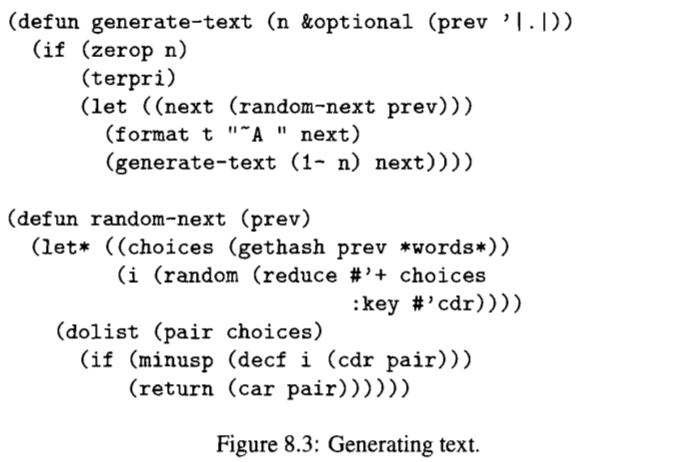 (defun generate-text (n &optional (prev '|.|))
  (if (zerop n)
      (terpri)
      (let ((next (random-next prev)))
        (format t "~A " next)
        (generate-text (1- n) next))))
(defun random-next (prev)
  (let* ((choices (gethash prev *words*))
         (i (random (reduce #'+ choices
                            :key #'cdr))))
    (dolist (pair choices)
      (if (minusp (decf i (cdr pair)))
          (return (car pair))))))
Figure 8.3: Generating text.